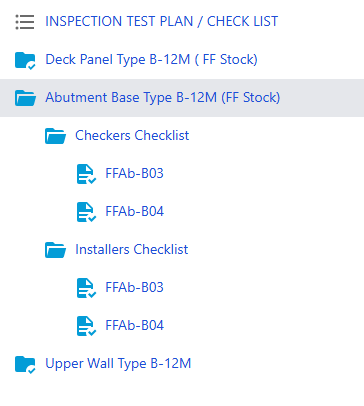 INSPECTION TEST PLAN / CHECK LIST
Deck Panel Type B-12M ( FF Stock)
Abutment Base Type B-12M (FF Stock)
Checkers Checklist
FFAb-B03
FFAb-B04
Installers Checklist
FFAb-B03
FFAb-B04
Upper Wall Type B-12M